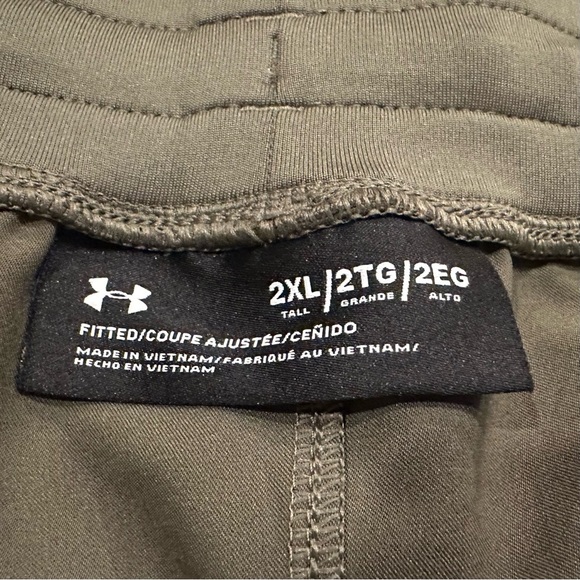 2XL/2TG/2EG
TALL GRANDE ALTO
FITTED/COUPE AJUSTÉE/CEÑIDO
MADE IN VIETNAM/FABRIQUÉ AU VIETNAM/
HECHO EN VIETNAM